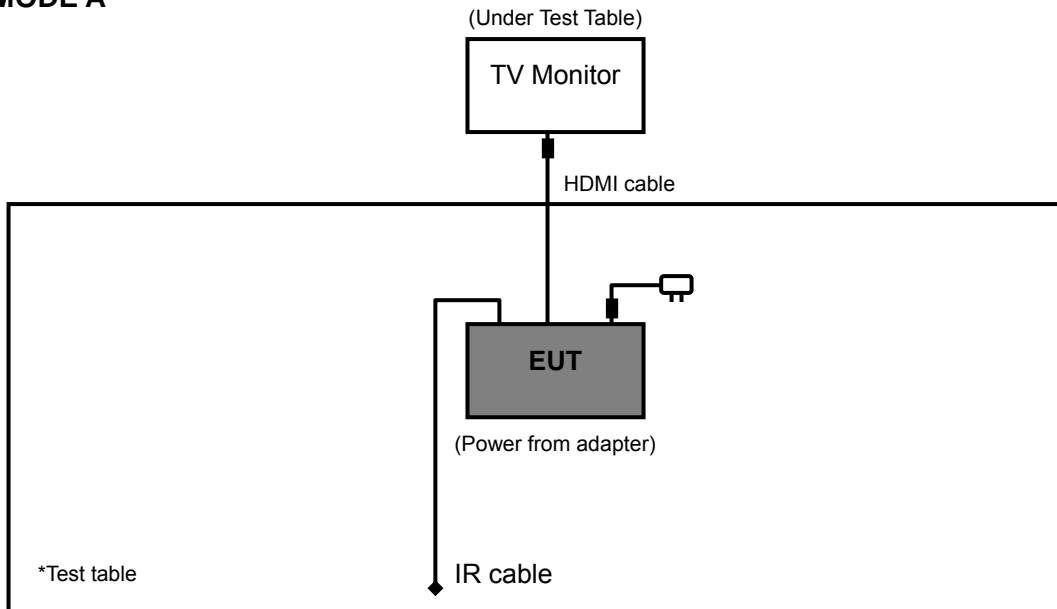 MODE A
(Under Test Table)
TV Monitor
HDMI cable
EUT
(Power from adapter)
*Test table
IR cable